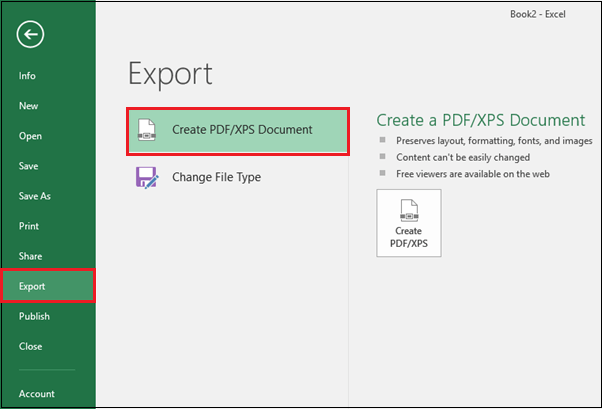 Book2 - Excel
Info
New
Open
Save
Save As
Print
Share
Export
Publish
Close
Account
Export
Create PDF/XPS Document
Change File Type
Create a PDF/XPS Document
Preserves layout, formatting, fonts, and images
Content can't be easily changed
Free viewers are available on the web
Create
PDF/XPS